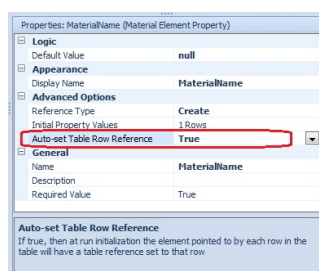 Properties: MaterialName (Material Element Property)
Logic
Default Value null
Appearance
Display Name MaterialName
Advanced Options
Reference Type Create
Initial Property Values 1 Rows
Auto-set Table Row Reference True
General
Name MaterialName
Description
Required Value True
Auto-set Table Row Reference
If true, then at run initialization the element pointed to by each row in the
table will have a table reference set to that row